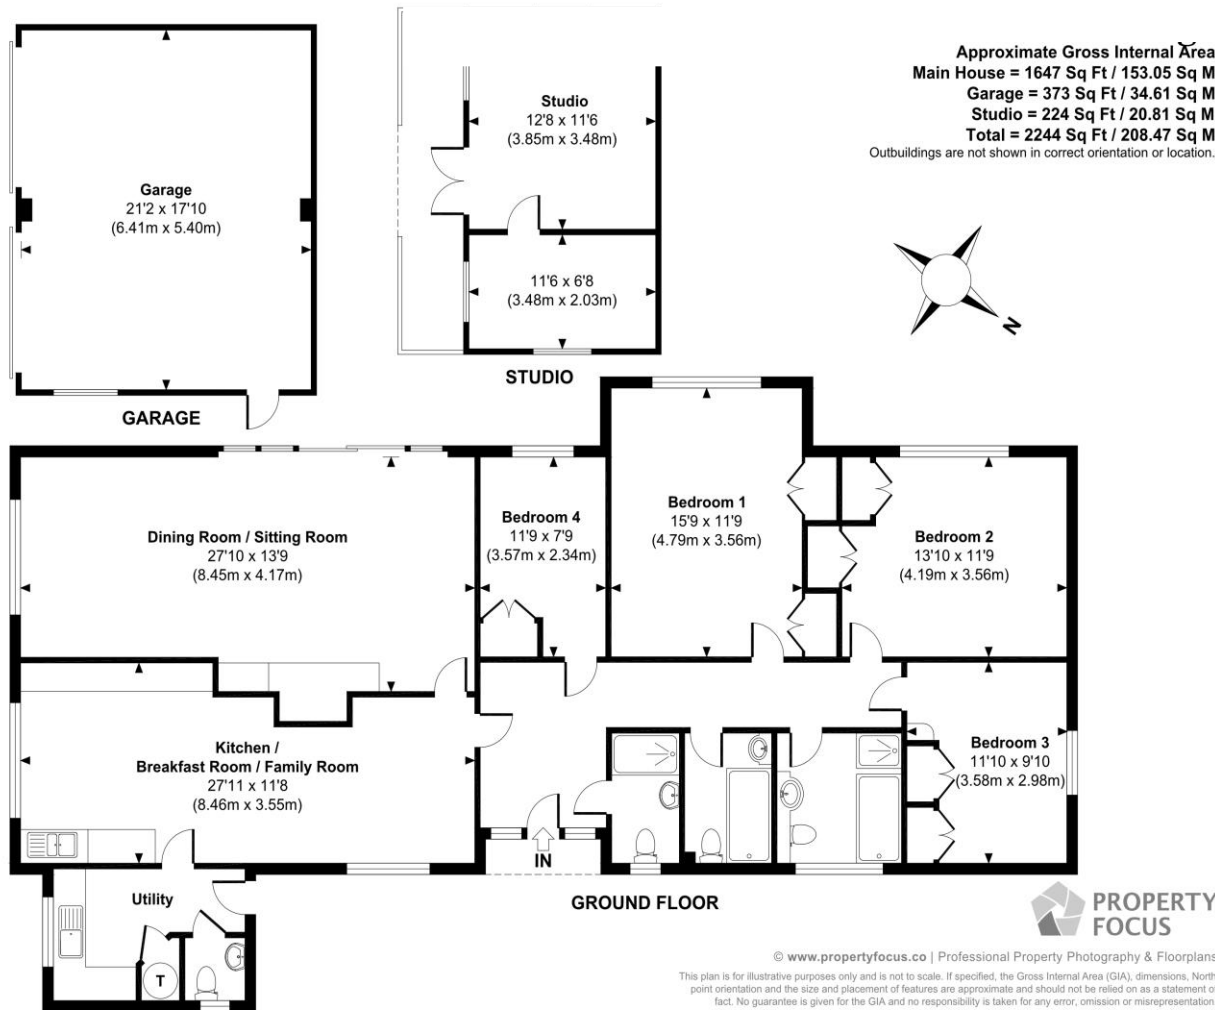 Approximate Gross Internal Area
Main House = 1647 Sq Ft / 153.05 Sq M
Garage = 373 Sq Ft / 34.61 Sq M
Studio = 224 Sq Ft / 20.81 Sq M
Total = 2244 Sq Ft / 208.47 Sq M
Outbuildings are not shown in correct orientation or location.
Studio
12'8 x 11'6
(3.85m x 3.48m)
Garage
21'2 x 17'10
(6.41m x 5.40m)
11'6 x 6'8
(3.48m x 2.03m)
N
STUDIO
GARAGE
Dining Room / Sitting Room
27'10 x 13'9
(8.45m x 4.17m)
Bedroom 4
11'9 x 7'9
(3.57m x 2.34m)
Bedroom 1
15'9 x 11'9
(4.79m x 3.56m)
Bedroom 2
13'10 x 11'9
(4.19m x 3.56m)
Kitchen /
Breakfast Room / Family Room
27'11 x 11'8
(8.46m x 3.55m)
Bedroom 3
11'10 x 9'10
(3.58m x 2.98m)
IN
Utility
T
GROUND FLOOR
PROPERTY
FOCUS
© www.propertyfocus.co | Professional Property Photography & Floorplans
This plan is for illustrative purposes only and is not to scale. If specified, the Gross Internal Area (GIA), dimensions, North
point orientation and the size and placement of features are approximate and should not be relied on as a statement of
fact. No guarantee is given for the GIA and no responsibility is taken for any error, omission or misrepresentation